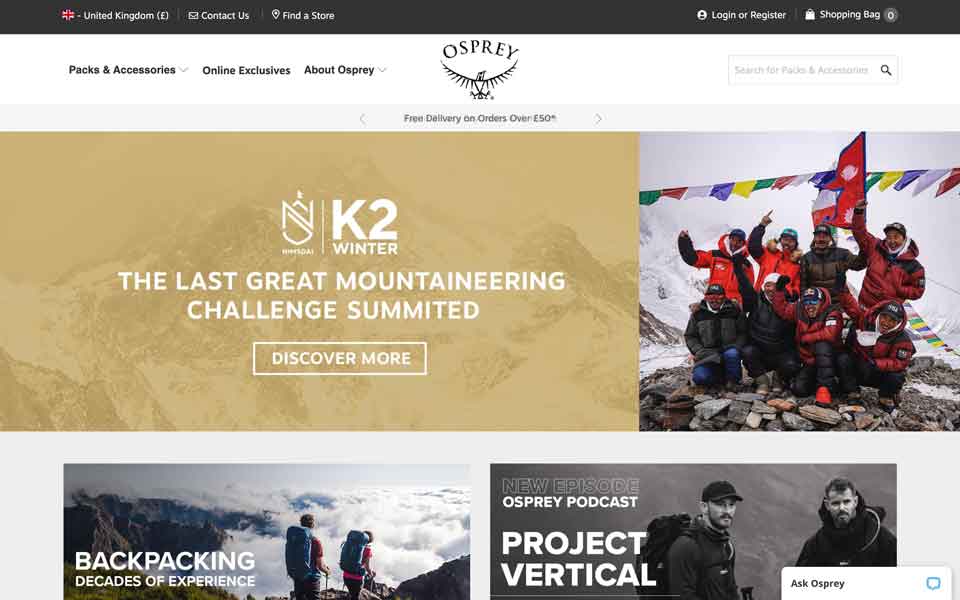 - United Kingdom (£)
Contact Us
Find a Store
Login or Register
Shopping Bag 0
Packs & Accessories
Online Exclusives
About Osprey
OSPREY
Search for Packs & Accessories
Free Delivery on Orders Over £50*
NIMSDAI
K2
WINTER
THE LAST GREAT MOUNTAINEERING
CHALLENGE SUMMITED
DISCOVER MORE
BACKPACKING
DECADES OF EXPERIENCE
NEW EPISODE
OSPREY PODCAST
PROJECT
VERTICAL
Ask Osprey